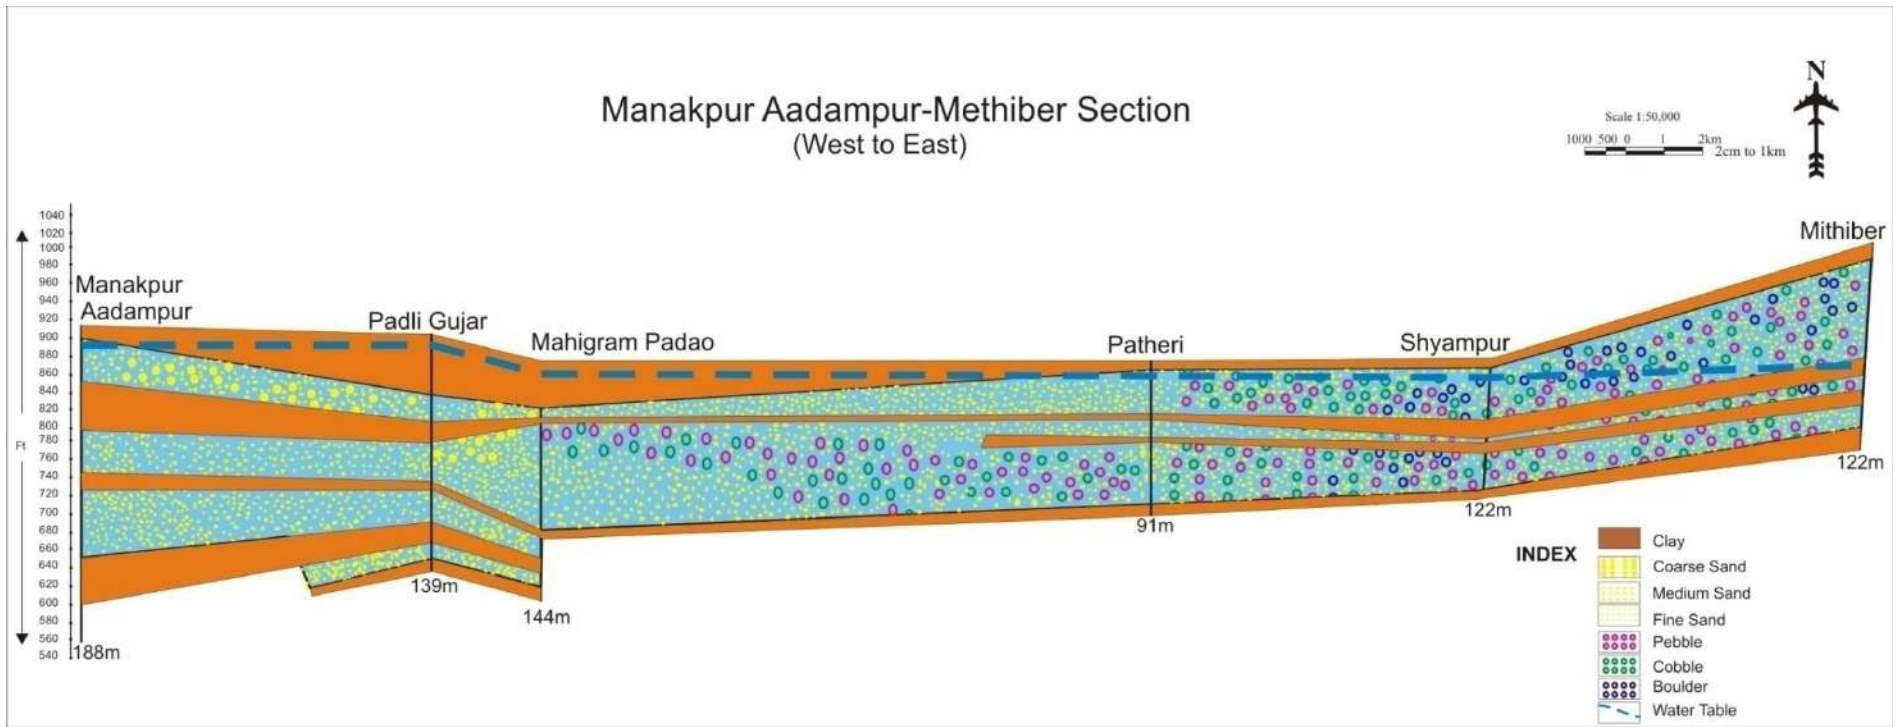 Manakpur Aadampur-Methiber Section
(West to East)
N
Scale 1:50,000
1000 500 0 1 2km
2cm to 1km
Mithiber
1040
1020
1000
980
960
940
920
900
880
860
840
820
800
780
760
740
720
700
680
660
640
620
600
580
560
540
Ft
Manakpur
Aadampur
Padli Gujar
Mahigram Padao
Patheri
Shyampur
188m
139m
144m
91m
122m
122m
INDEX
Clay
Coarse Sand
Medium Sand
Fine Sand
Pebble
Cobble
Boulder
Water Table